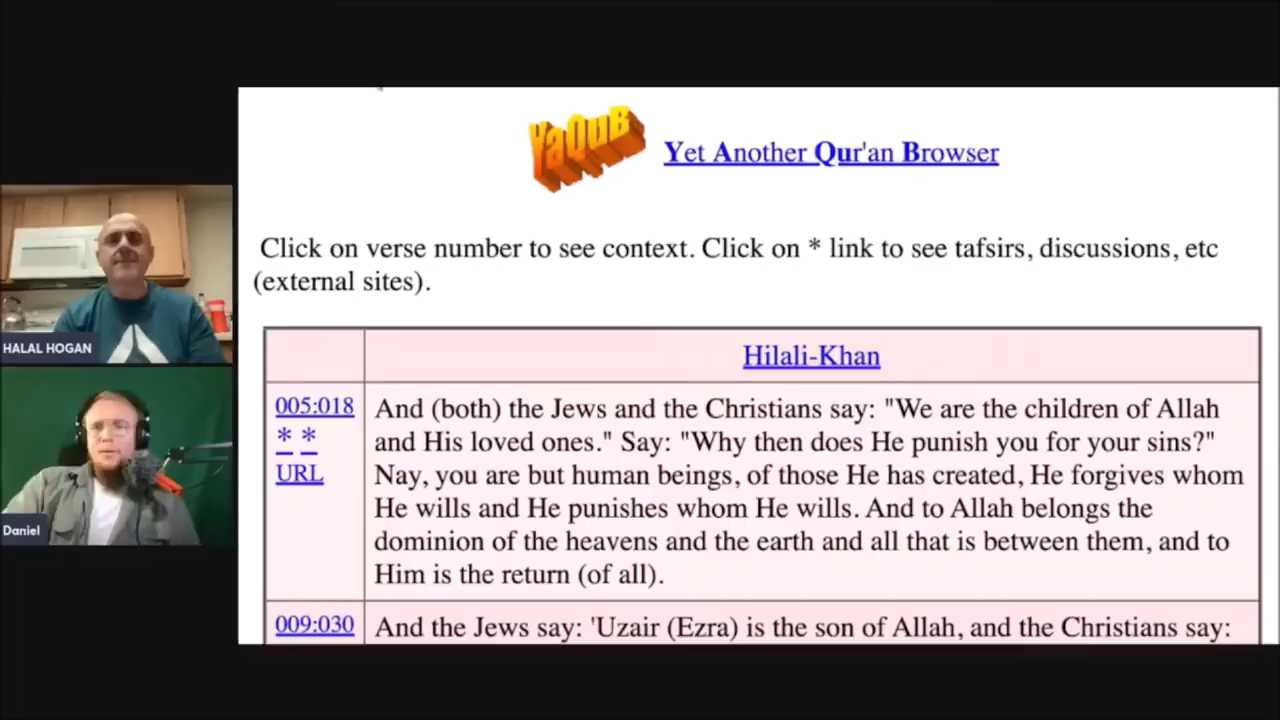 YaQuB
Yet Another Qur'an Browser
Click on verse number to see context. Click on * link to see tafsirs, discussions, etc
(external sites).
Hilali-Khan
005:018
* *
URL
And (both) the Jews and the Christians say: "We are the children of Allah
and His loved ones." Say: "Why then does He punish you for your sins?"
Nay, you are but human beings, of those He has created, He forgives whom
He wills and He punishes whom He wills. And to Allah belongs the
dominion of the heavens and the earth and all that is between them, and to
Him is the return (of all).
009:030
And the Jews say: 'Uzair (Ezra) is the son of Allah, and the Christians say:
HALAL HOGAN
Daniel